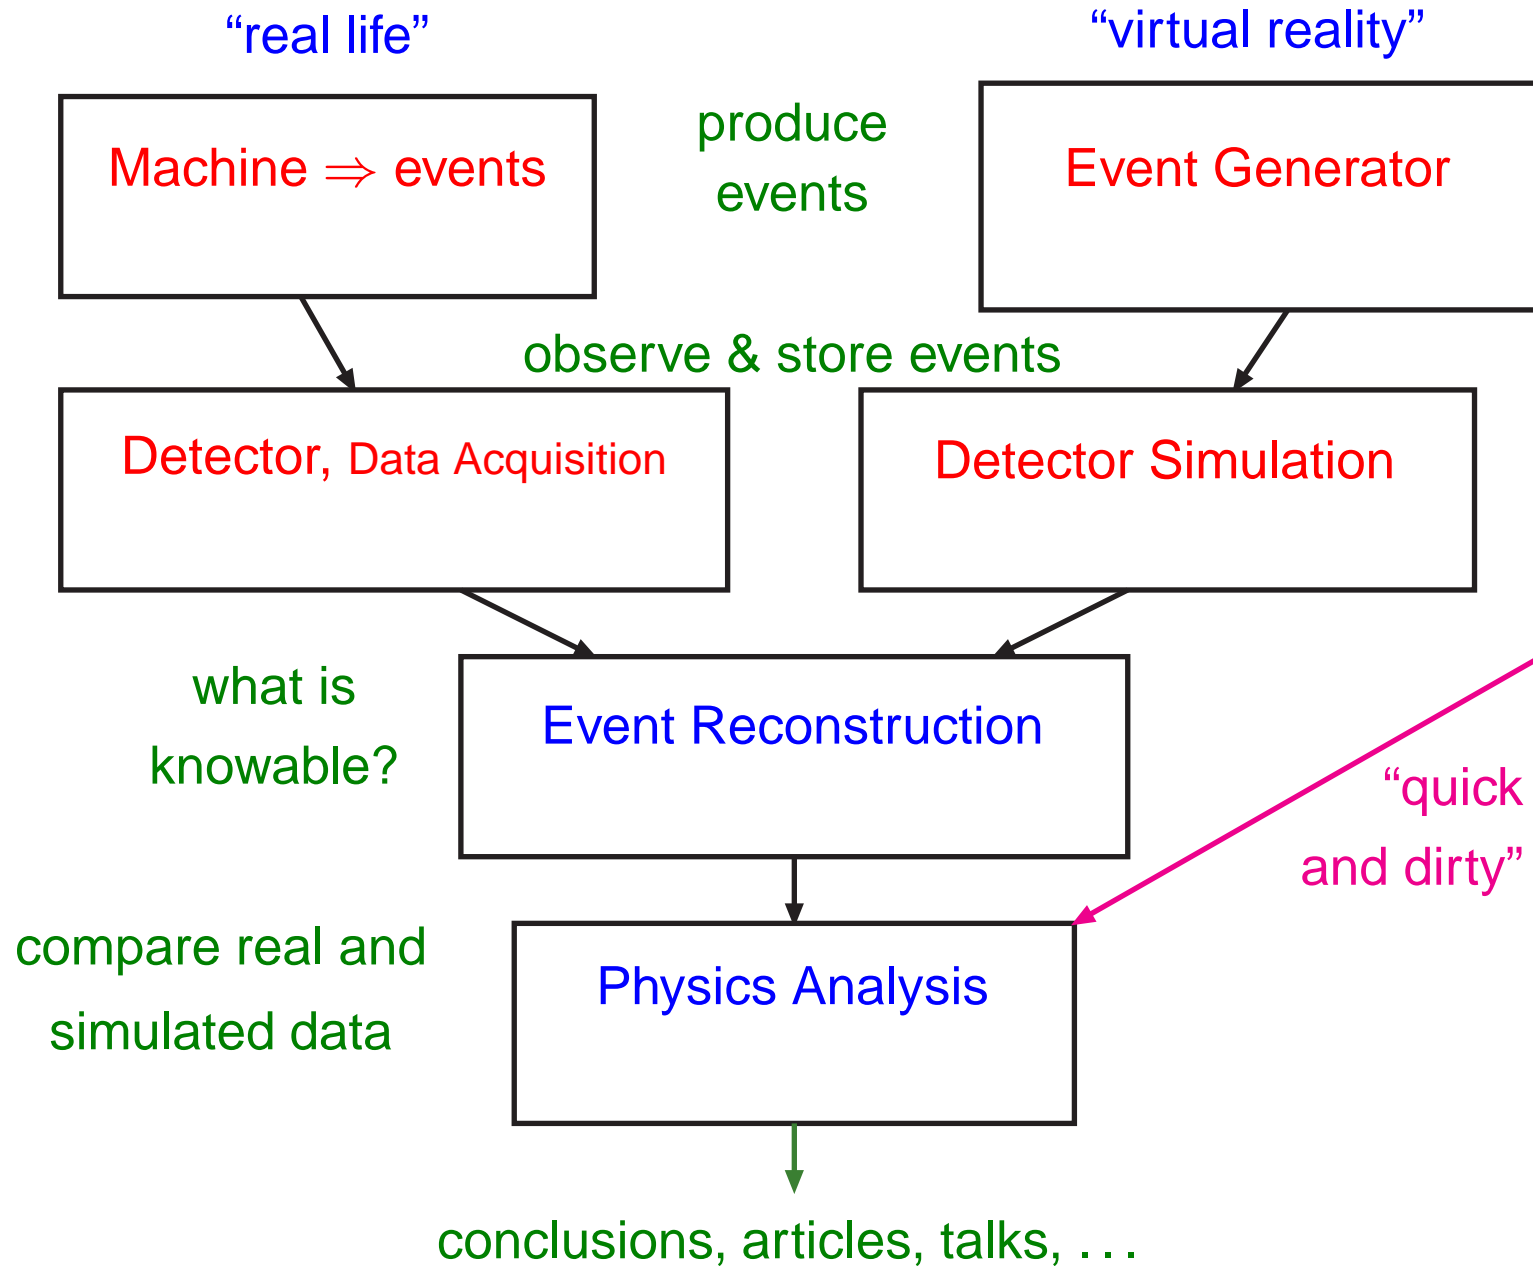 “real life”
“virtual reality”
produce
events
Machine ⇒ events
Event Generator
observe & store events
Detector, Data Acquisition
Detector Simulation
what is
knowable?
Event Reconstruction
“quick
and dirty”
compare real and
simulated data
Physics Analysis
conclusions, articles, talks, . . .